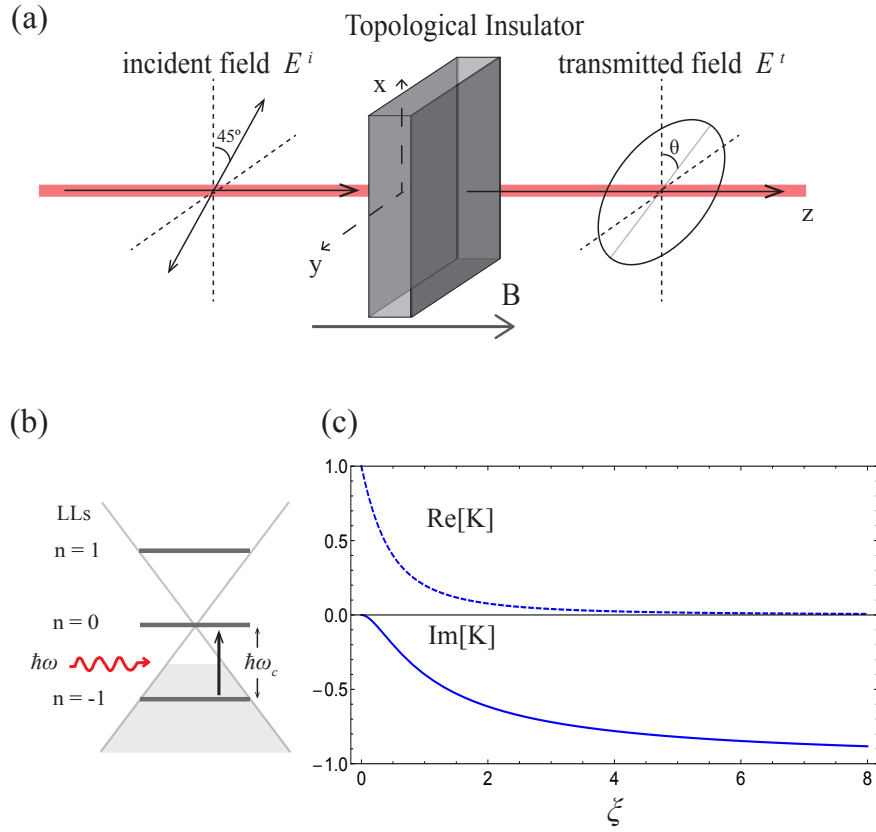 (a)
Topological Insulator
incident field E^i
transmitted field E^t
x
45º
θ
z
y
B
(b)
(c)
LLs
n = 1
n = 0
ħω
ħω_c
n = -1
1.0
0.5
0.0
-0.5
-1.0
Re[K]
Im[K]
0
2
4
6
8
ξ